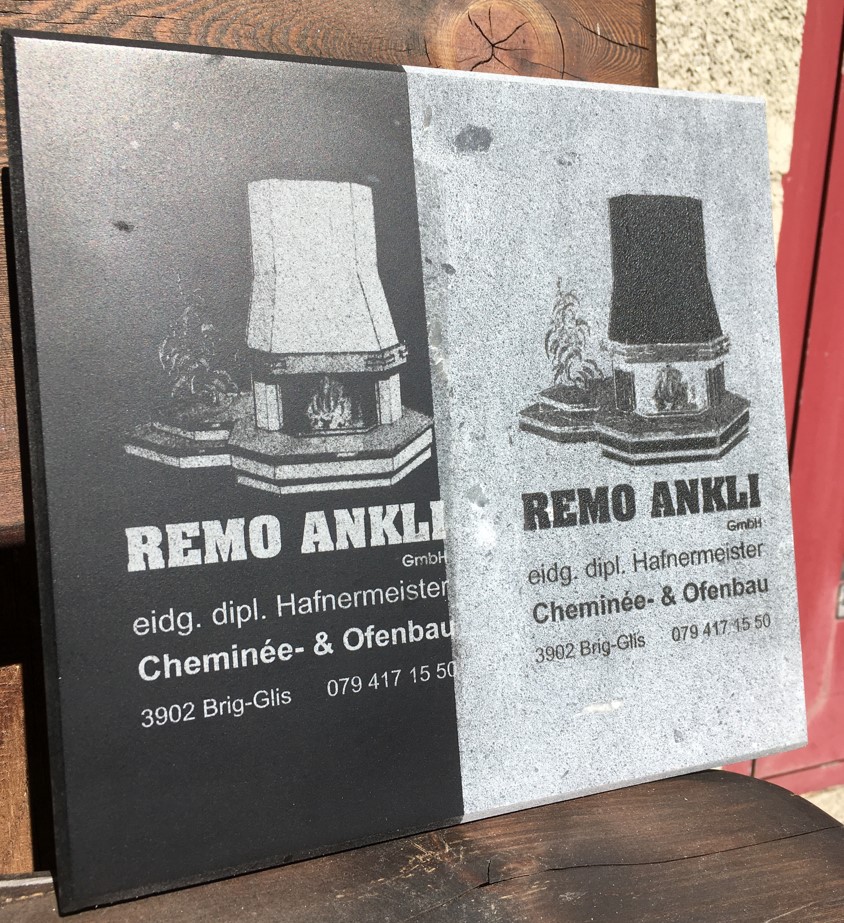 REMO ANKLI
GmbH
eidg. dipl. Hafnermeister
Cheminée- & Ofenbau
3902 Brig-Glis 079 417 15 50
REMO ANKLI
GmbH
eidg. dipl. Hafnermeister
Cheminée- & Ofenbau
3902 Brig-Glis 079 417 15 50